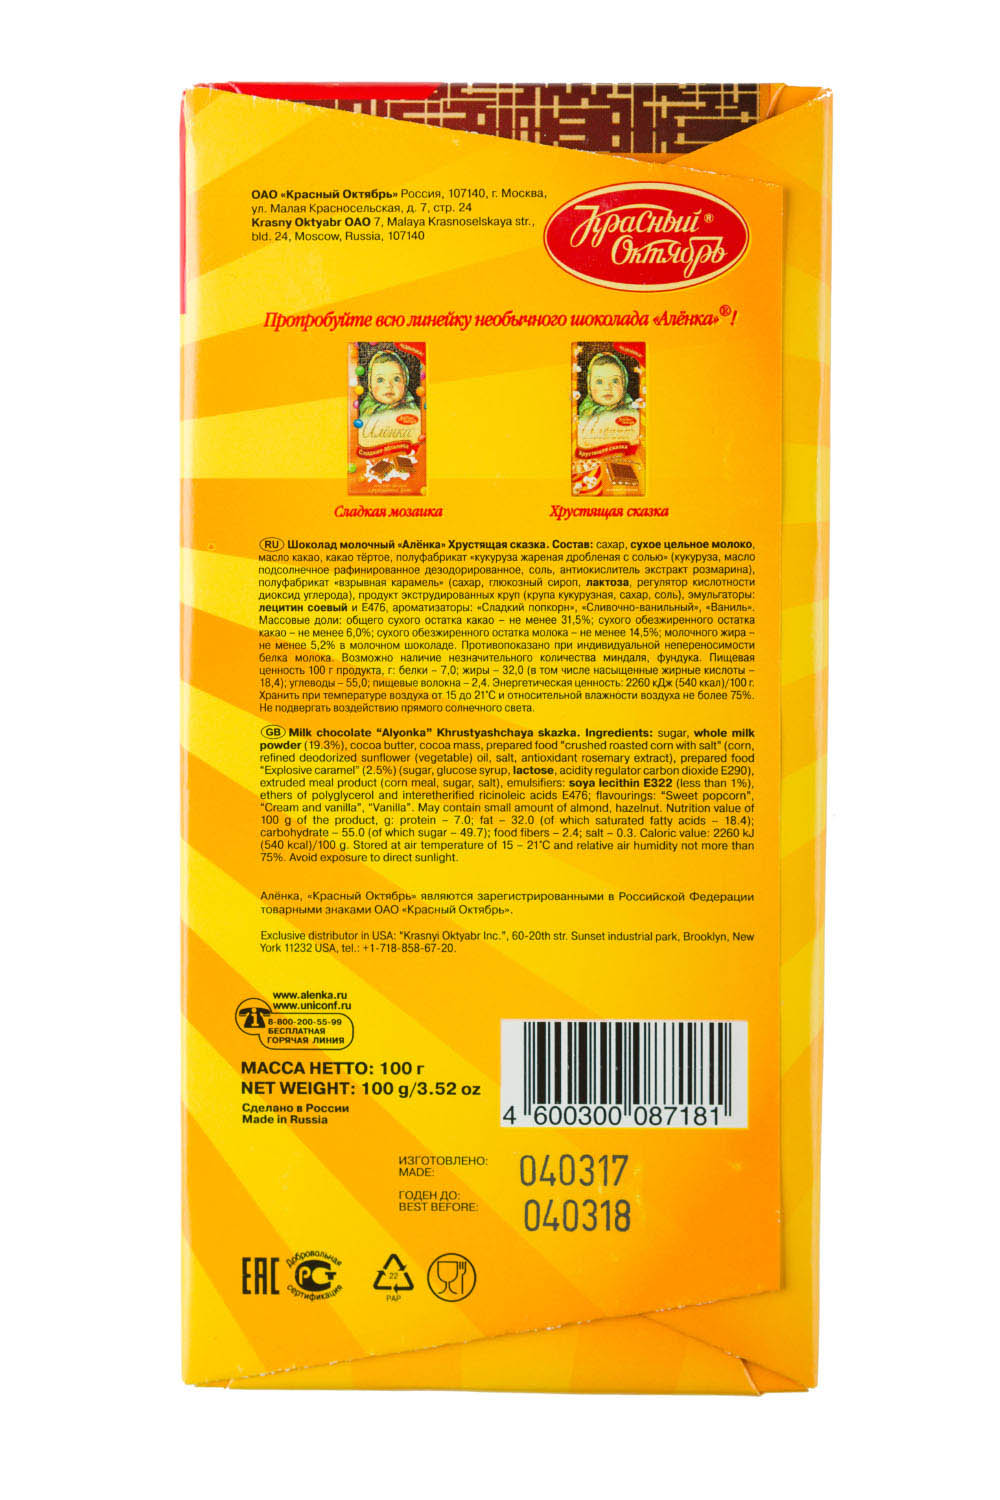 ОАО «Красный Октябрь» Россия, 107140, г. Москва,
ул. Малая Красносельская, д. 7, стр. 24
Krasny Oktyabr ОАО 7, Malaya Krasnoselskaya str.,
bld. 24, Moscow, Russia, 107140
Красный®
Октябрь
Пропробуйте всю линейку необычного шоколада «Алёнка»®!
Алёнка
Сладкая мозаика
Хрустящая сказка
Сладкая мозаика
Хрустящая сказка
RU Шоколад молочный «Алёнка» Хрустящая сказка. Состав: сахар, сухое цельное молоко,
масло какао, какао тёртое, полуфабрикат «кукуруза жареная дробленая с солью» (кукуруза, масло
подсолнечное рафинированное дезодорированное, соль, антиокислитель экстракт розмарина),
полуфабрикат «взрывная карамель» (сахар, глюкозный сироп, лактоза, регулятор кислотности
диоксид углерода), продукт экструдированных круп (крупа кукурузная, сахар, соль), эмульгаторы:
лецитин соевый и Е476, ароматизаторы: «Сладкий попкорн», «Сливочно-ванильный», «Ваниль».
Массовые доли: общего сухого остатка какао – не менее 31,5%; сухого обезжиренного остатка
какао – не менее 6,0%; сухого обезжиренного остатка молока – не менее 14,5%; молочного жира –
не менее 5,2% в молочном шоколаде. Противопоказано при индивидуальной непереносимости
белка молока. Возможно наличие незначительного количества миндаля, фундука. Пищевая
ценность 100 г продукта, г: белки – 7,0; жиры – 32,0 (в том числе насыщенные жирные кислоты –
18,4); углеводы – 55,0; пищевые волокна – 2,4. Энергетическая ценность: 2260 кДж (540 ккал)/100 г.
Хранить при температуре воздуха от 15 до 21˚С и относительной влажности воздуха не более 75%.
Не подвергать воздействию прямого солнечного света.
GB Milk chocolate “Alyonka” Khrustyashchaya skazka. Ingredients: sugar, whole milk
powder (19.3%), cocoa butter, cocoa mass, prepared food “crushed roasted corn with salt” (corn,
refined deodorized sunflower (vegetable) oil, salt, antioxidant rosemary extract), prepared food
“Explosive caramel” (2.5%) (sugar, glucose syrup, lactose, acidity regulator carbon dioxide E290),
extruded meal product (corn meal, sugar, salt), emulsifiers: soya lecithin E322 (less than 1%),
ethers of polyglycerol and interetherified ricinoleic acids E476; flavourings: “Sweet popcorn”,
“Cream and vanilla”, “Vanilla”. May contain small amount of almond, hazelnut. Nutrition value of
100 g of the product, g: protein – 7.0; fat – 32.0 (of which saturated fatty acids – 18.4);
carbohydrate – 55.0 (of which sugar – 49.7); food fibers – 2.4; salt – 0.3. Caloric value: 2260 kJ
(540 kcal)/100 g. Stored at air temperature of 15 – 21˚C and relative air humidity not more than
75%. Avoid exposure to direct sunlight.
Алёнка, «Красный Октябрь» являются зарегистрированными в Российской Федерации
товарными знаками ОАО «Красный Октябрь».
Exclusive distributor in USA: “Krasnyi Oktyabr Inc.”, 60-20th str. Sunset industrial park, Brooklyn, New
York 11232 USA, tel.: +1-718-858-67-20.
www.alenka.ru
www.uniconf.ru
8-800-200-55-99
БЕСПЛАТНАЯ
ГОРЯЧАЯ ЛИНИЯ
МАССА НЕТТО: 100 г
NET WEIGHT: 100 g/3.52 oz
Сделано в России
Made in Russia
4 600300 087181
ИЗГОТОВЛЕНО:
MADE:
040317
ГОДЕН ДО:
BEST BEFORE:
040318
ЕАС
Добровольная
РСТ
сертификация
22
PAP